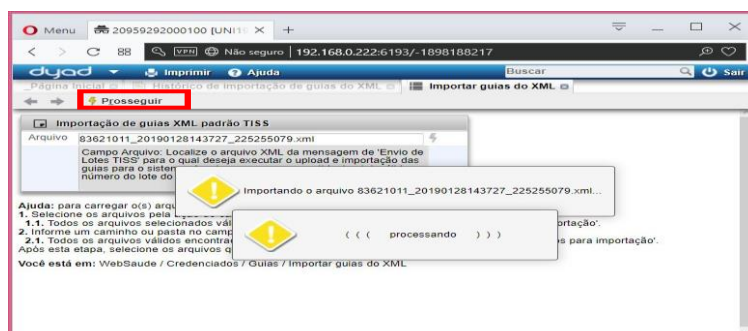 Menu
20959292000100 [UNI
VPN Não seguro 192.168.0.222:6193/-1898188217
dyad Imprimir Ajuda Buscar Sair
_Página Inicial Histórico de importação de guias do XML Importar guias do XML
Prosseguir
Importação de guias XML padrão TISS
Arquivo 83621011_20190128143727_225255079.xml
Campo Arquivo: Localize o arquivo XML da mensagem de 'Envio de
Lotes TISS' para o qual deseja executar o upload e importação das
guias para o sistem
número do lote do
Importando o arquivo 83621011_20190128143727_225255079.xml...
Ajuda: para carregar o(s) arqu
1. Selecione os arquivos pela
1.1. Todos os arquivos selecionados vál ortação'.
2. Informe um caminho ou pasta no camp
2.1. Todos os arquivos válidos encontra s para importação'.
Após esta etapa, selecione os arquivos q
( ( ( processando ) ) )
Você está em: WebSaude / Credenciados / Guias / Importar guias do XML